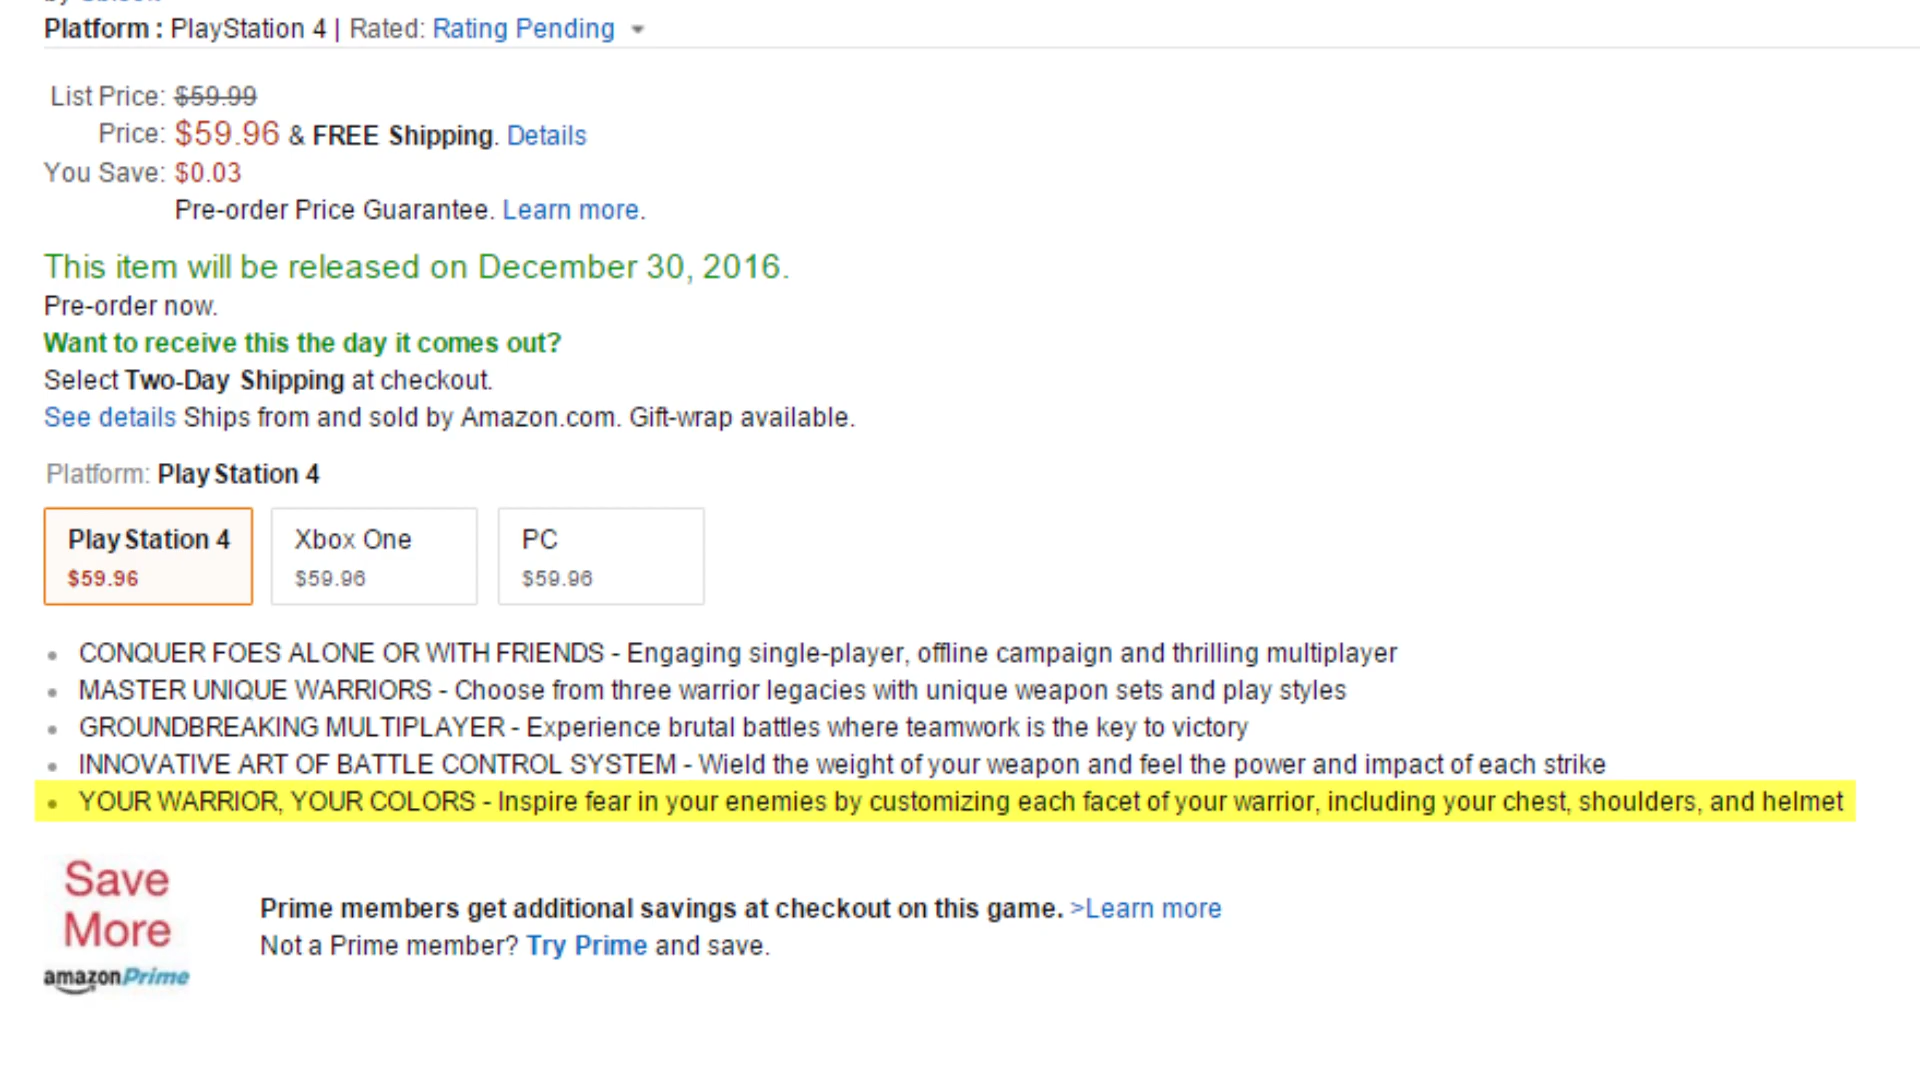 Platform : PlayStation 4 | Rated: Rating Pending
List Price: $59.99
Price: $59.96 & FREE Shipping. Details
You Save: $0.03
Pre-order Price Guarantee. Learn more.
This item will be released on December 30, 2016.
Pre-order now.
Want to receive this the day it comes out?
Select Two-Day Shipping at checkout.
See details Ships from and sold by Amazon.com. Gift-wrap available.
Platform: PlayStation 4
PlayStation 4 Xbox One PC
$59.96 $59.96 $59.96
• CONQUER FOES ALONE OR WITH FRIENDS - Engaging single-player, offline campaign and thrilling multiplayer
• MASTER UNIQUE WARRIORS - Choose from three warrior legacies with unique weapon sets and play styles
• GROUNDBREAKING MULTIPLAYER - Experience brutal battles where teamwork is the key to victory
• INNOVATIVE ART OF BATTLE CONTROL SYSTEM - Wield the weight of your weapon and feel the power and impact of each strike
• YOUR WARRIOR, YOUR COLORS - Inspire fear in your enemies by customizing each facet of your warrior, including your chest, shoulders, and helmet
Save
More
amazonPrime
Prime members get additional savings at checkout on this game. >Learn more
Not a Prime member? Try Prime and save.